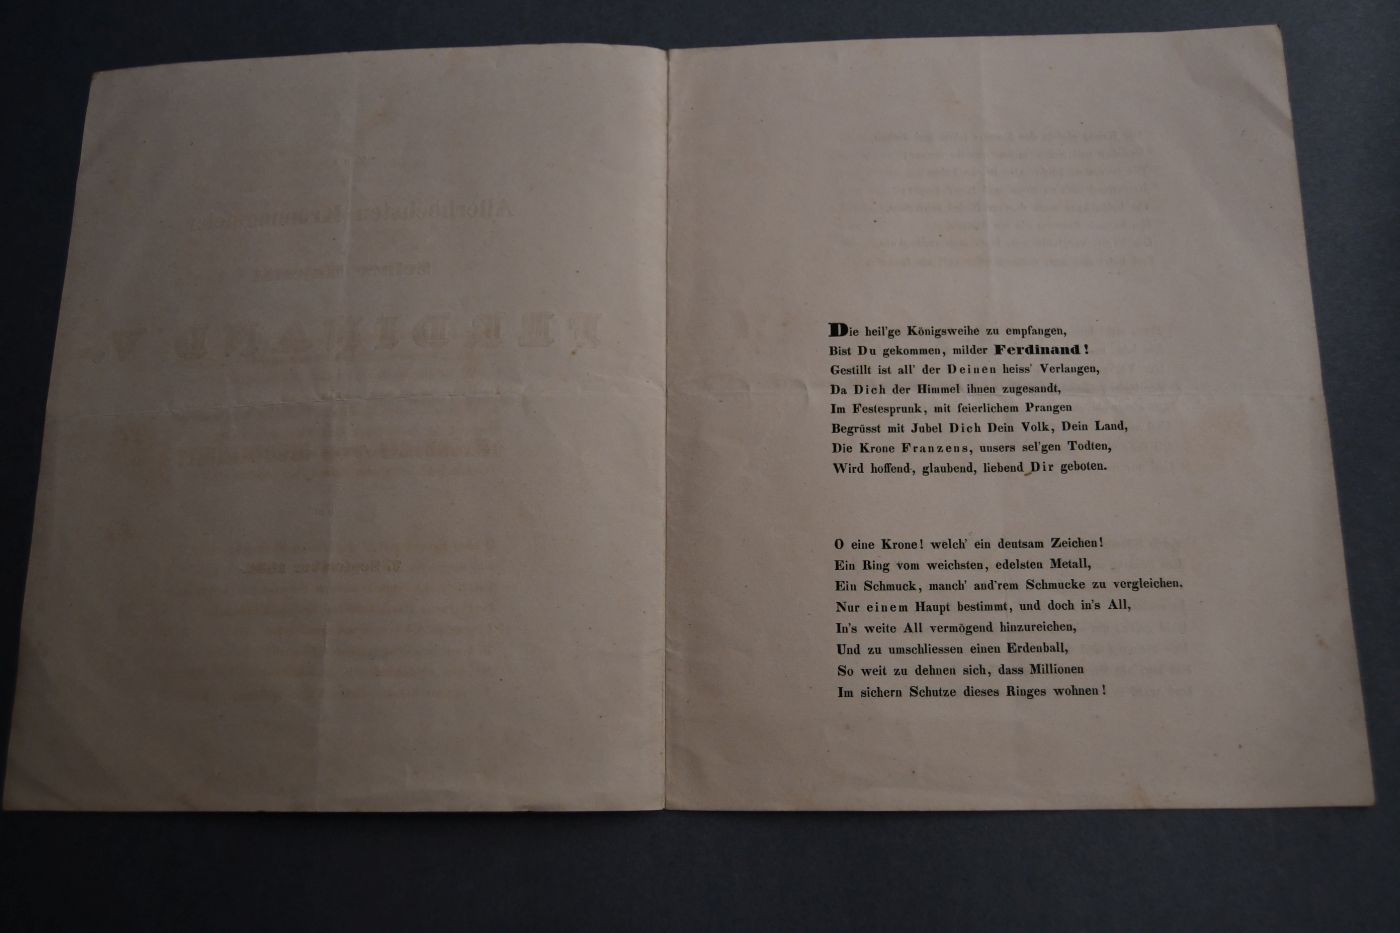 Die heil'ge Königsweihe zu empfangen,
Bist Du gekommen, milder Ferdinand!
Gestillt ist all' der Deinen heiss' Verlangen,
Da Dich der Himmel ihnen zugesandt,
Im Festesprunk, mit feierlichem Prangen
Begrüsst mit Jubel Dich Dein Volk, Dein Land,
Die Krone Franzens, unsers sel'gen Todten,
Wird hoffend, glaubend, liebend Dir geboten.
O eine Krone! welch' ein deutsam Zeichen!
Ein Ring vom weichsten, edelsten Metall,
Ein Schmuck, manch' and'rem Schmucke zu vergleichen.
Nur einem Haupt bestimmt, und doch in's All,
In's weite All vermögend hinzureichen,
Und zu umschliessen einen Erdenball,
So weit zu dehnen sich, dass Millionen
Im sichern Schutze dieses Ringes wohnen!